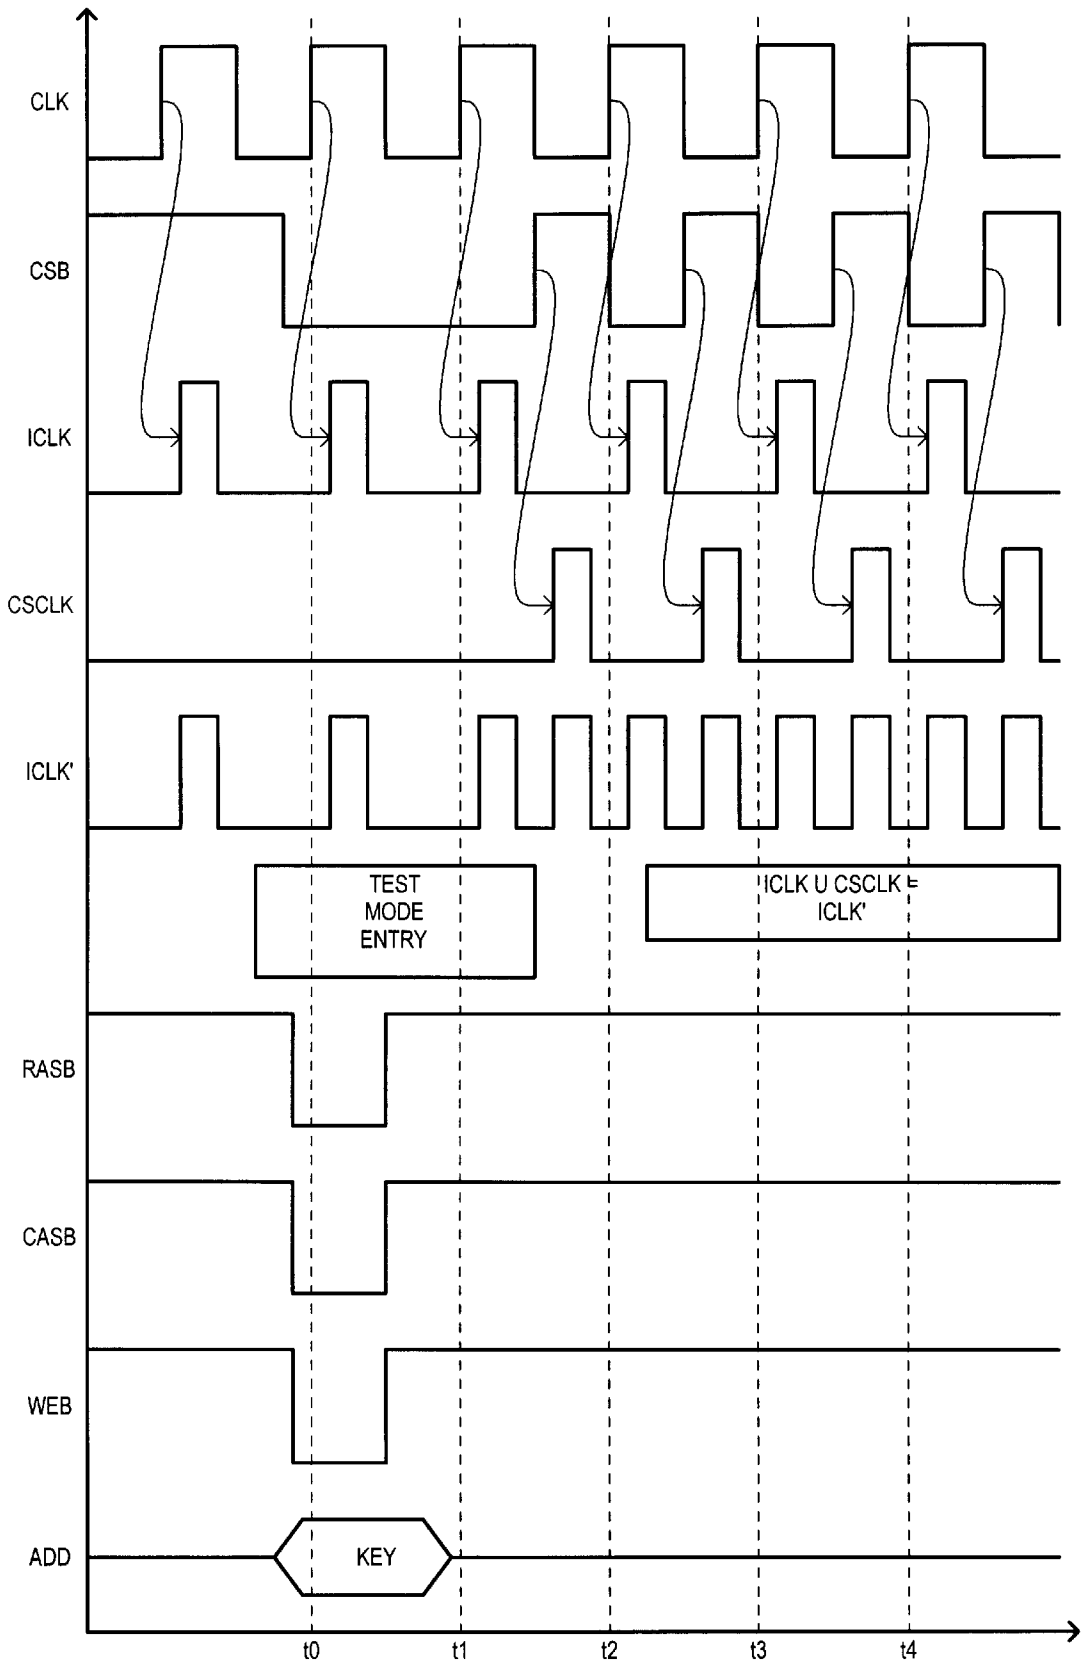 CLK
CSB
ICLK
CSCLK
ICLK'
TEST
MODE
ENTRY
ICLK U CSCLK =
ICLK'
RASB
CASB
WEB
ADD
KEY
t0
t1
t2
t3
t4